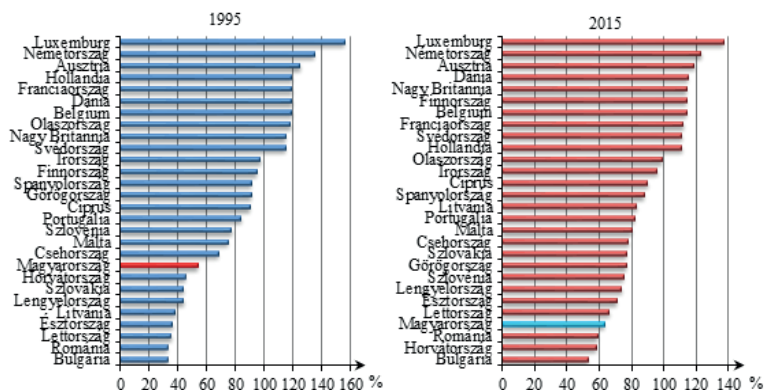 1995
Luxemburg
Németország
Ausztria
Hollandia
Franciaország
Dánia
Belgium
Olaszország
Nagy Britannia
Svédország
Írország
Finnország
Spanyolország
Görögország
Ciprus
Portugália
Szlovénia
Málta
Csehország
Magyarország
Horvátország
Szlovákia
Lengyelország
Litvánia
Észtország
Lettország
Románia
Bulgária
0 20 40 60 80 100 120 140 160 %
2015
Luxemburg
Németország
Ausztria
Dánia
Nagy Britannia
Finnország
Belgium
Franciaország
Svédország
Hollandia
Olaszország
Írország
Ciprus
Spanyolország
Litvánia
Portugália
Málta
Csehország
Szlovákia
Görögország
Szlovénia
Lengyelország
Észtország
Lettország
Magyarország
Románia
Horvátország
Bulgária
0 20 40 60 80 100 120 140 %